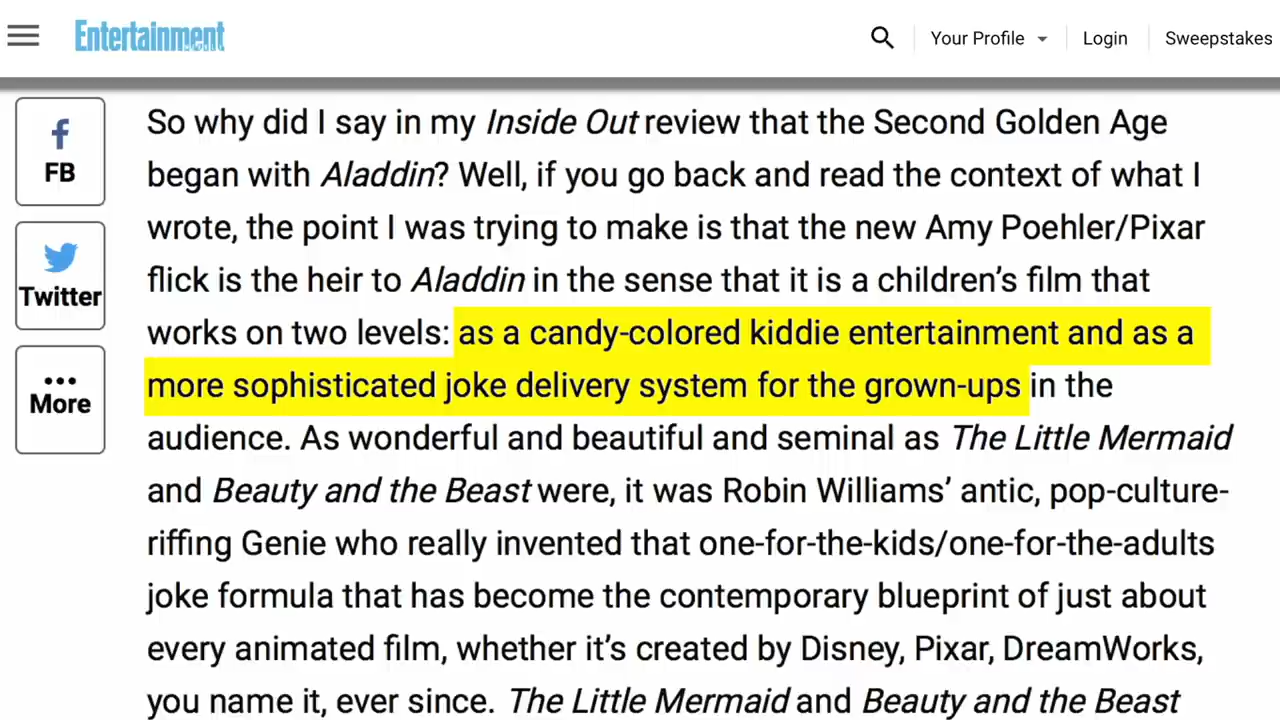 Entertainment
Your Profile
Login
Sweepstakes
FB
Twitter
More
So why did I say in my Inside Out review that the Second Golden Age
began with Aladdin? Well, if you go back and read the context of what I
wrote, the point I was trying to make is that the new Amy Poehler/Pixar
flick is the heir to Aladdin in the sense that it is a children’s film that
works on two levels: as a candy-colored kiddie entertainment and as a
more sophisticated joke delivery system for the grown-ups in the
audience. As wonderful and beautiful and seminal as The Little Mermaid
and Beauty and the Beast were, it was Robin Williams’ antic, pop-culture-
riffing Genie who really invented that one-for-the-kids/one-for-the-adults
joke formula that has become the contemporary blueprint of just about
every animated film, whether it’s created by Disney, Pixar, DreamWorks,
you name it, ever since. The Little Mermaid and Beauty and the Beast